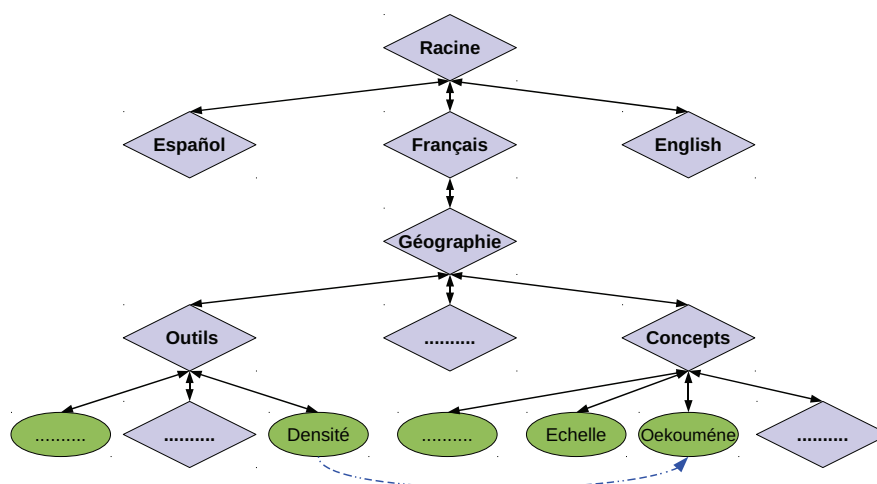 Racine
Español
Français
English
Géographie
Outils
..........
Concepts
..........
..........
Densité
..........
Echelle
Oekouméne
..........